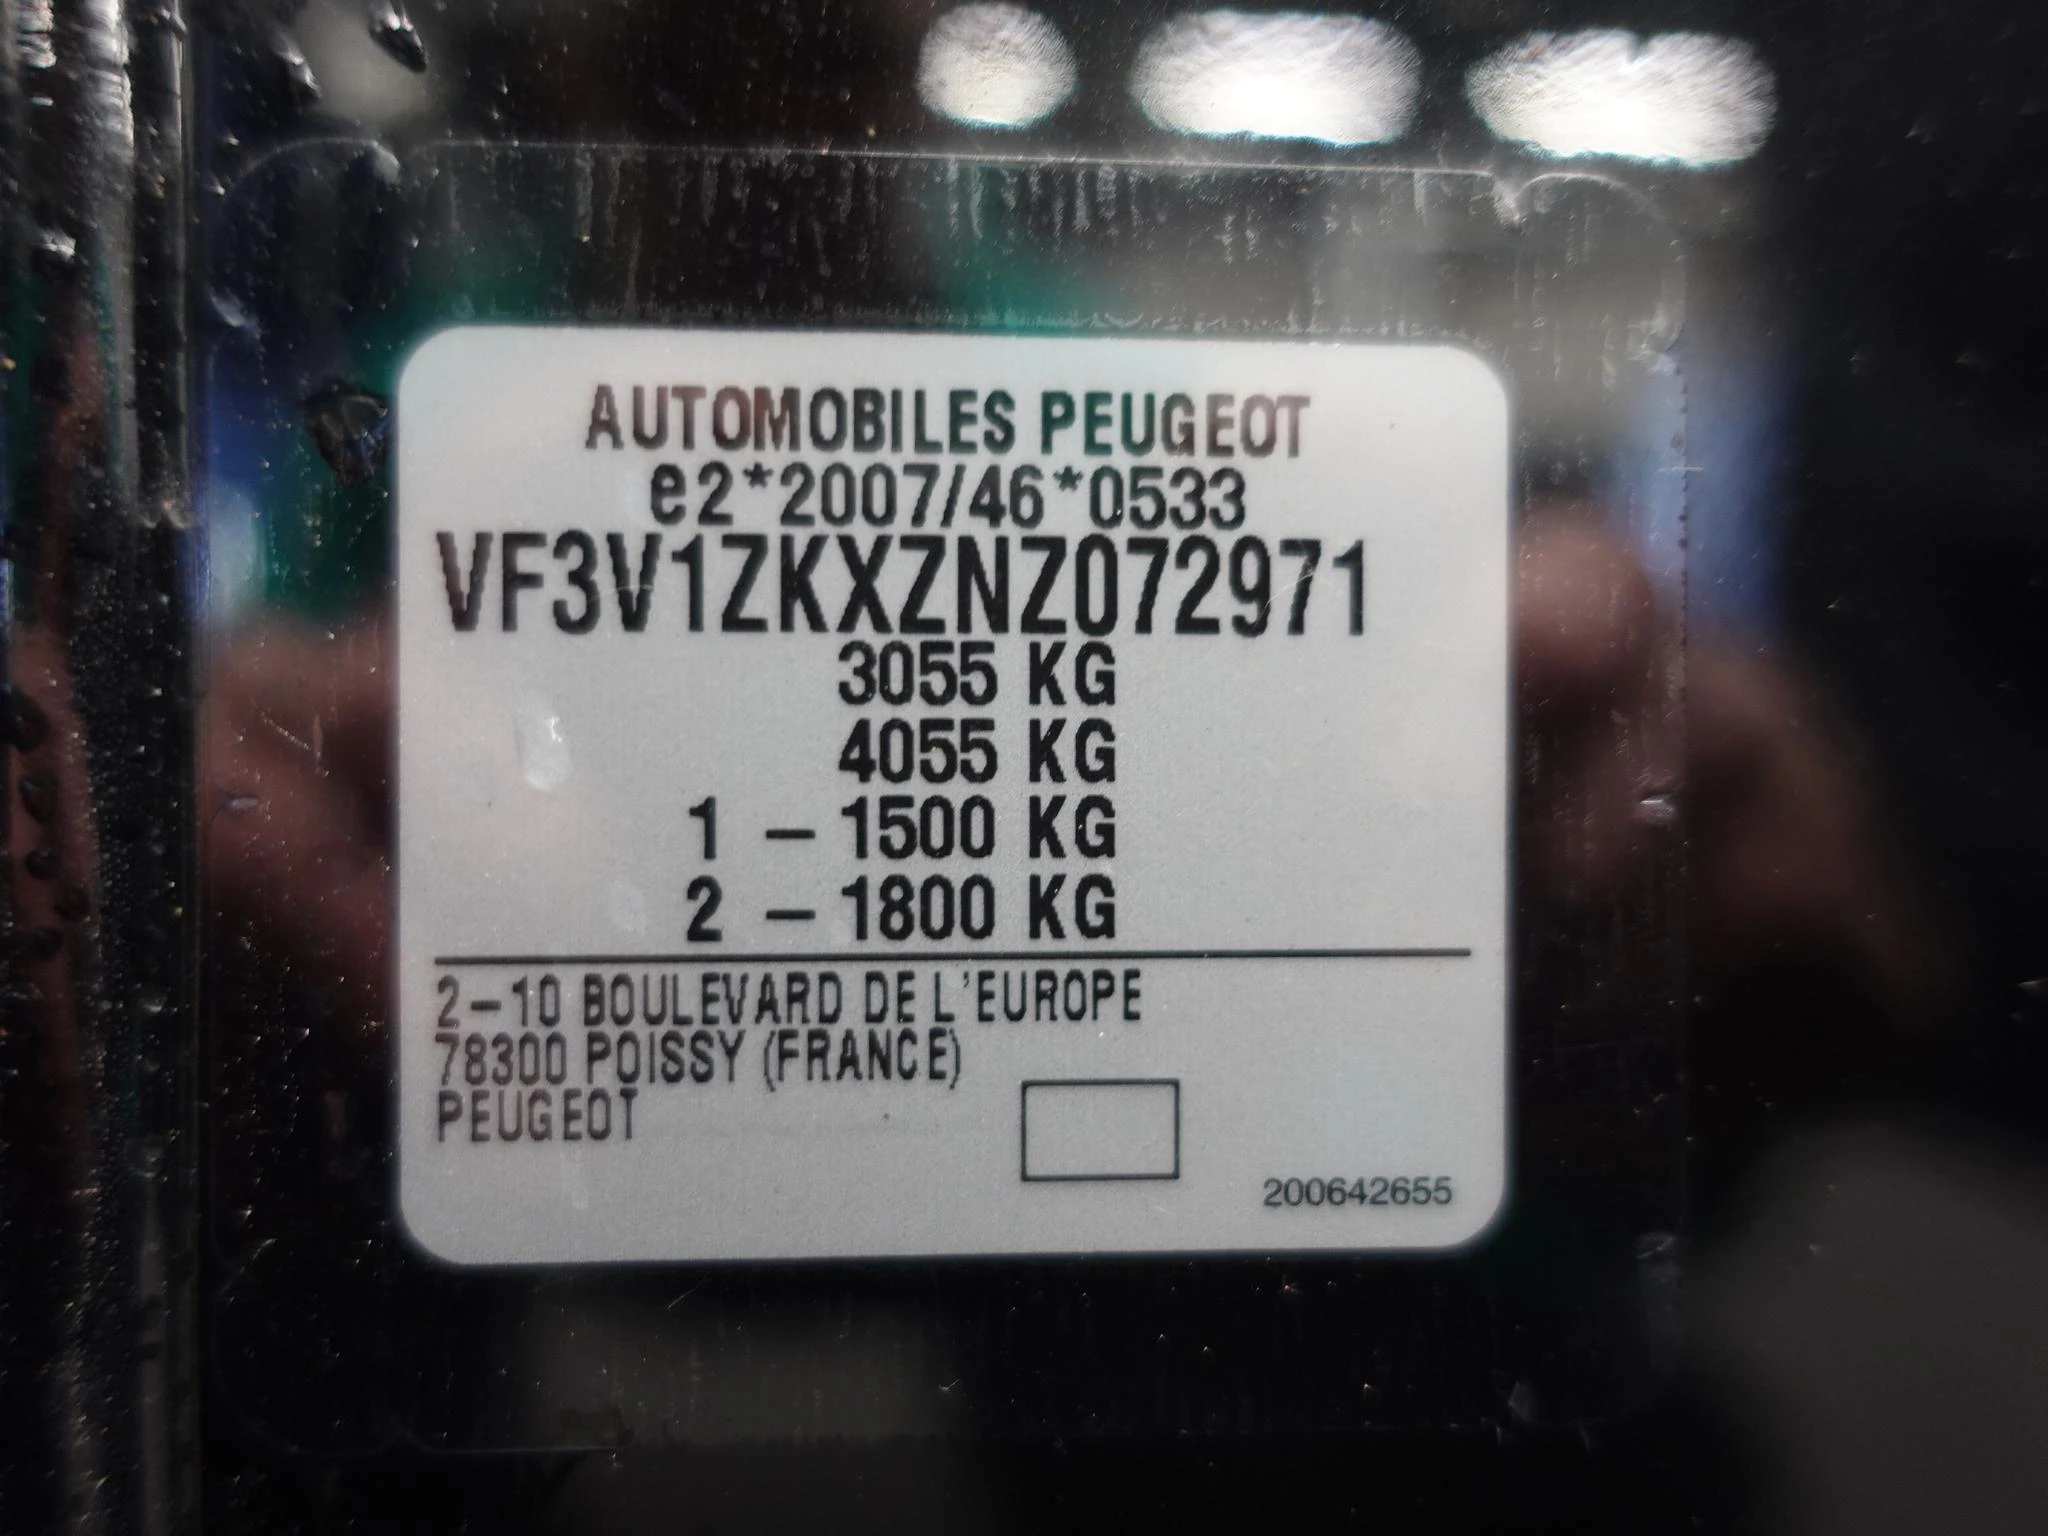 AUTOMOBILES PEUGEOT
e2*2007/46*0533
VF3V1ZKXZNZ072971
3055 KG
4055 KG
1 – 1500 KG
2 – 1800 KG
2–10 BOULEVARD DE L'EUROPE
78300 POISSY (FRANCE)
PEUGEOT
200642655